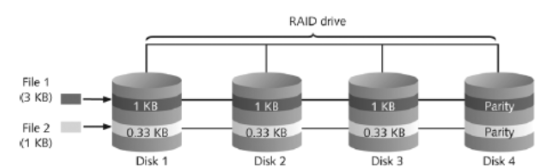 RAID drive
File 1
(3 KB)
1 KB 1 KB 1 KB Parity
File 2
(1 KB)
0.33 KB 0.33 KB 0.33 KB Parity
Disk 1 Disk 2 Disk 3 Disk 4